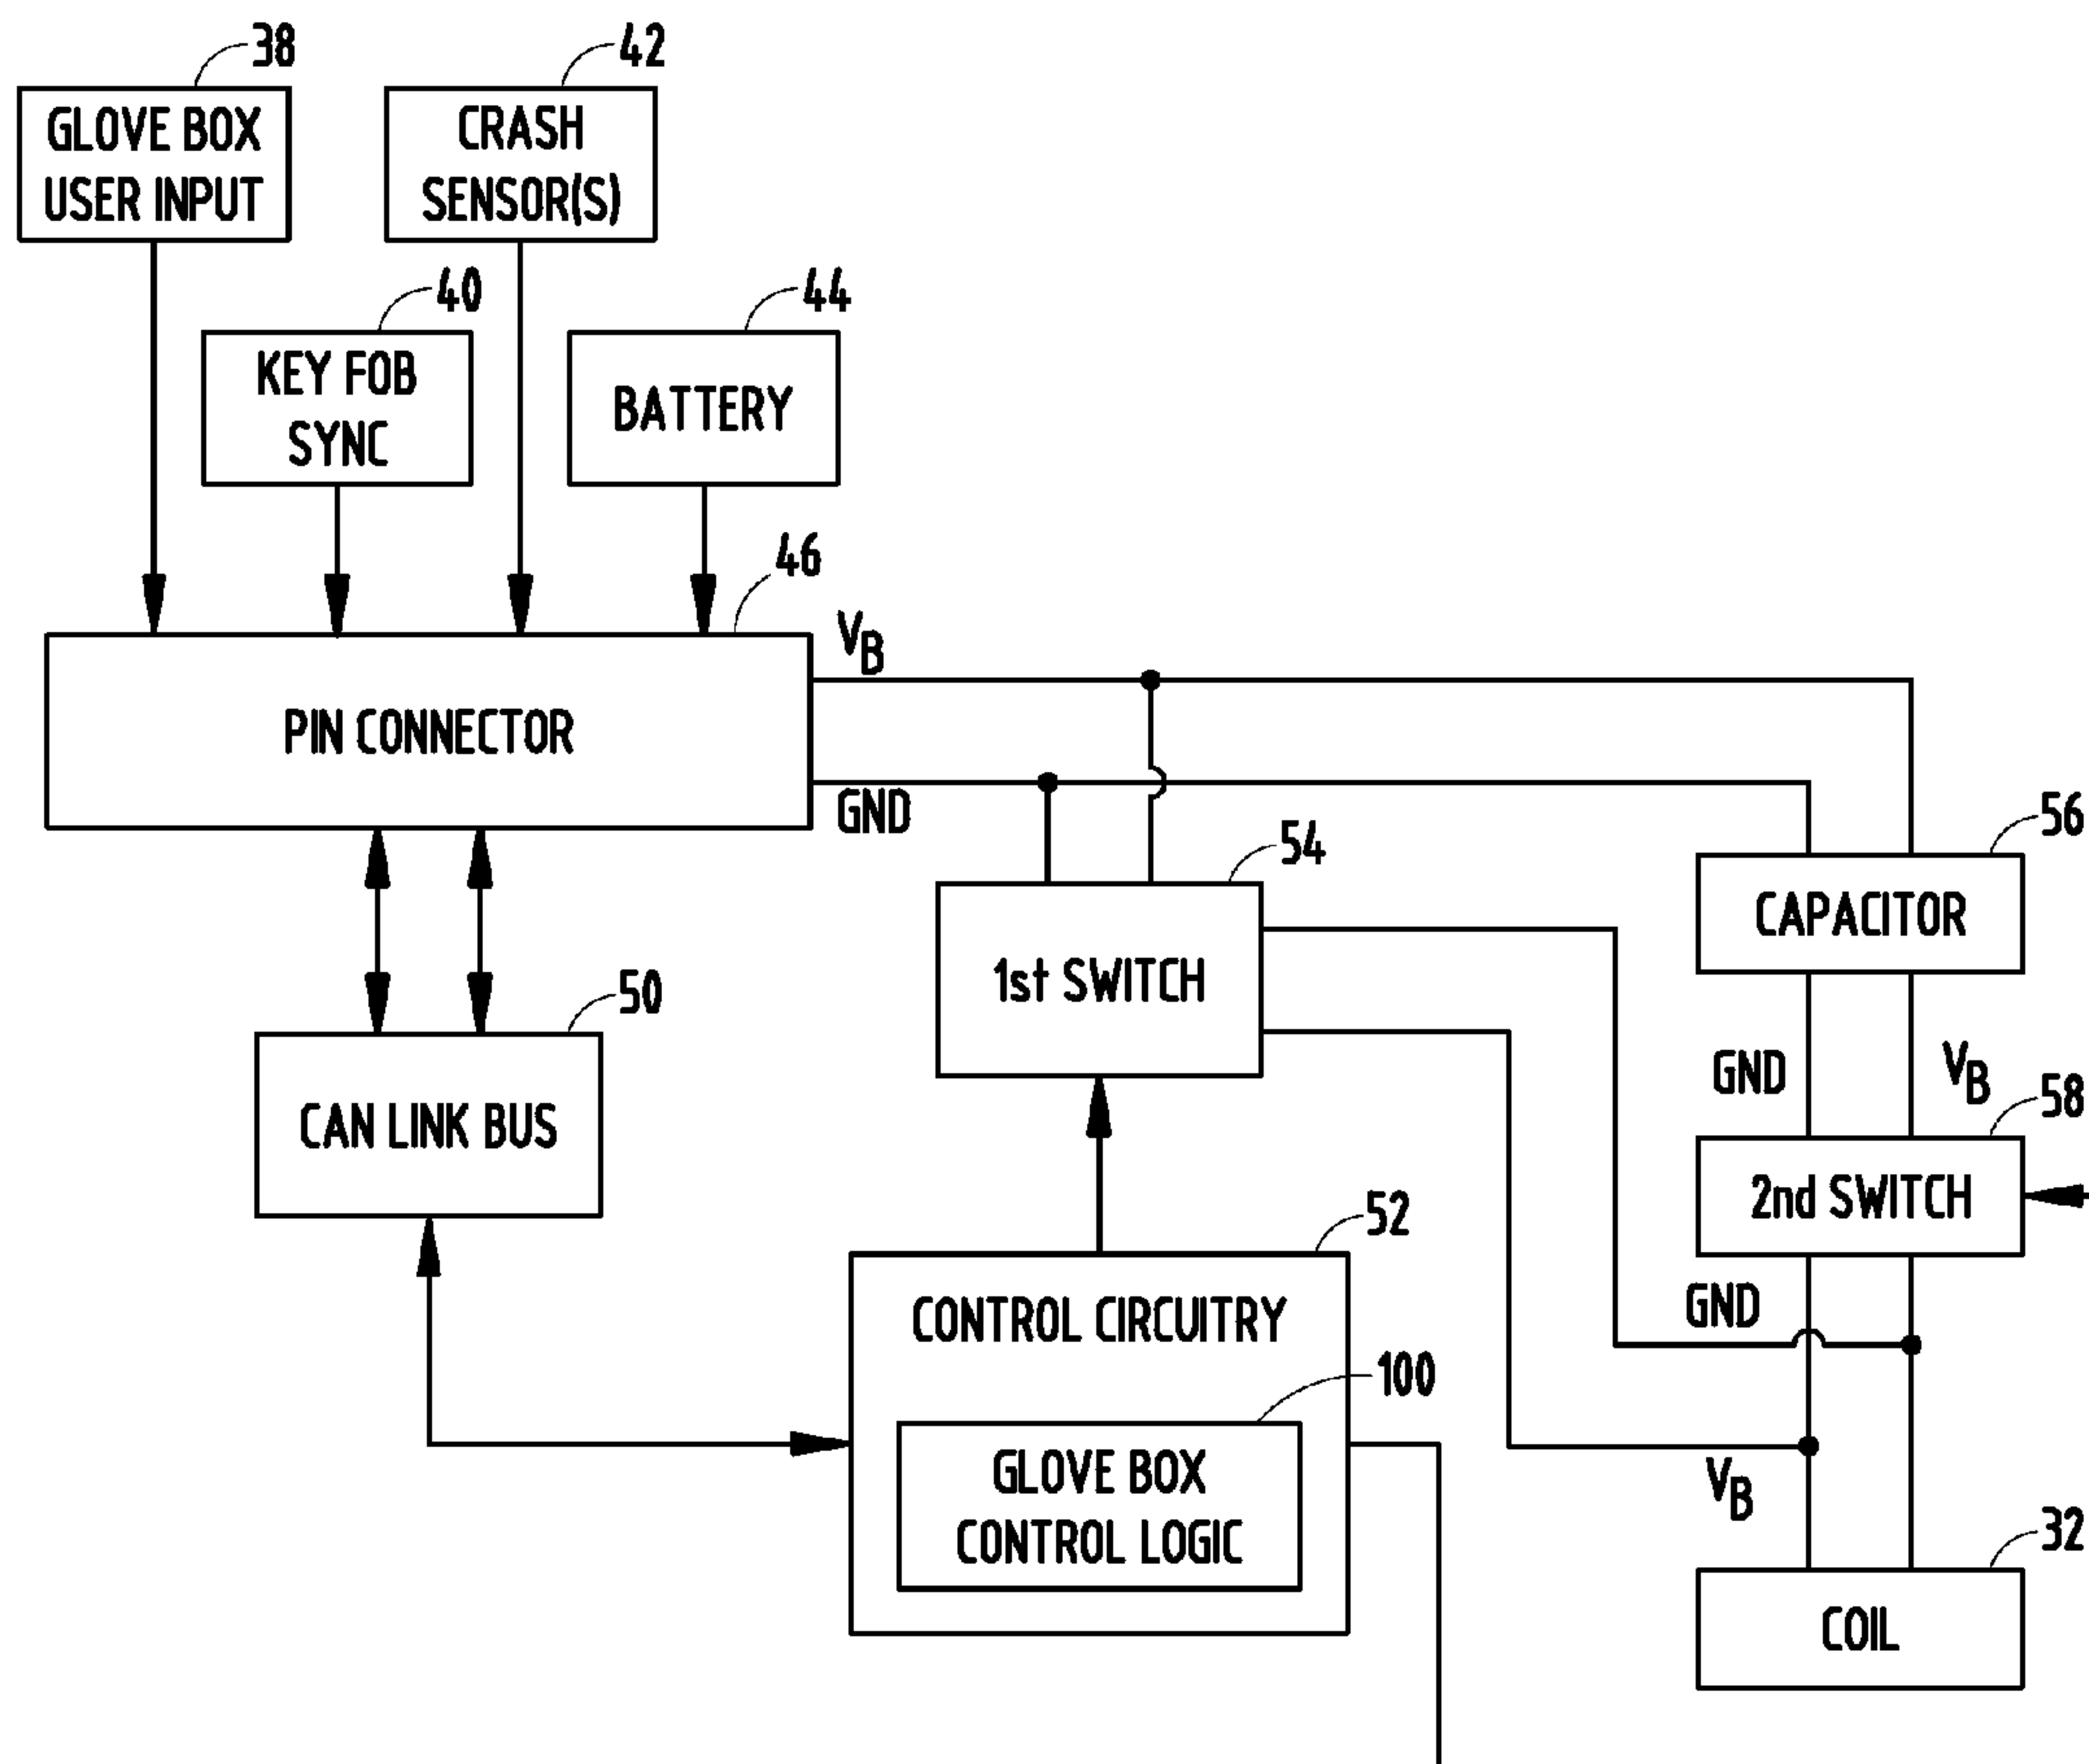 38
GLOVE BOX
USER INPUT
42
CRASH
SENSOR(S)
40
KEY FOB
SYNC
44
BATTERY
46
PIN CONNECTOR
VB
GND
54
1st SWITCH
56
CAPACITOR
GND
VB
58
2nd SWITCH
50
CAN LINK BUS
52
CONTROL CIRCUITRY
100
GLOVE BOX
CONTROL LOGIC
GND
VB
32
COIL